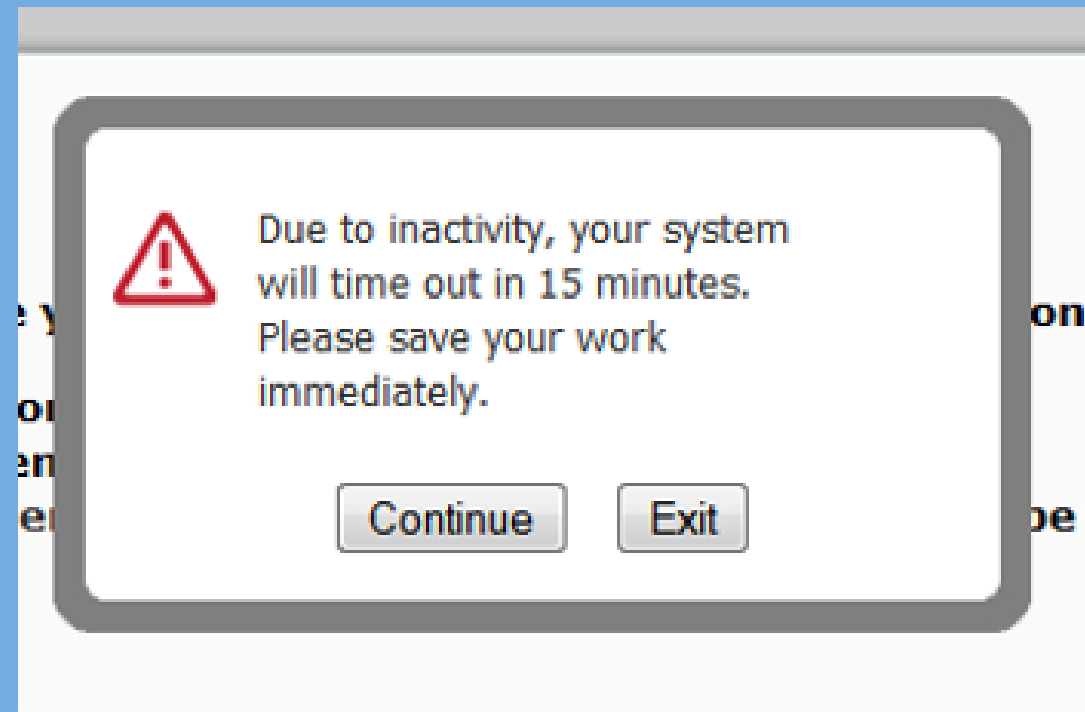 Due to inactivity, your system
will time out in 15 minutes.
Please save your work
immediately.
Continue Exit